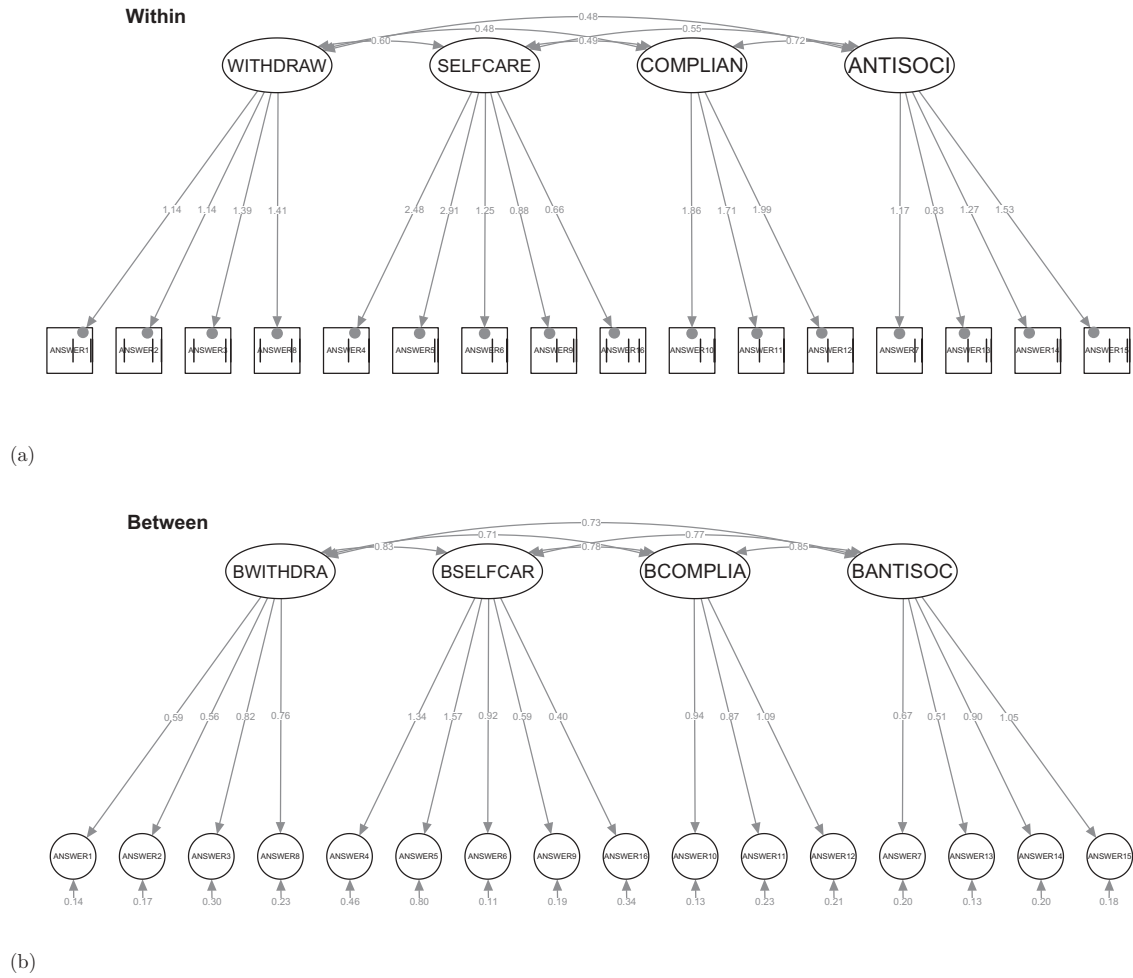 Within
0.48
0.48 0.55
0.60 0.49 0.72
WITHDRAW SELFCARE COMPLIAN ANTISOCI
1.14 1.14 1.39 1.41 2.48 2.91 1.25 0.88 0.66 1.86 1.71 1.99 1.17 0.83 1.27 1.53
ANSWER1 ANSWER2 ANSWER3 ANSWER8 ANSWER4 ANSWER5 ANSWER6 ANSWER9 ANSWER16 ANSWER10 ANSWER11 ANSWER12 ANSWER7 ANSWER13 ANSWER14 ANSWER15
(a)
Between
0.73
0.71 0.77
0.83 0.78 0.85
BWITHDRA BSELFCAR BCOMPLIA BANTISOC
0.59 0.56 0.82 0.76 1.34 1.57 0.92 0.59 0.40 0.94 0.87 1.09 0.67 0.51 0.90 1.05
ANSWER1 ANSWER2 ANSWER3 ANSWER8 ANSWER4 ANSWER5 ANSWER6 ANSWER9 ANSWER16 ANSWER10 ANSWER11 ANSWER12 ANSWER7 ANSWER13 ANSWER14 ANSWER15
0.14 0.17 0.30 0.23 0.46 0.80 0.11 0.19 0.34 0.13 0.23 0.21 0.20 0.13 0.20 0.18
(b)